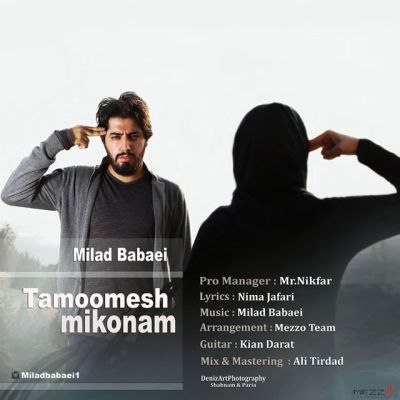 Milad Babaei
Tamoomesh
mikonam
Miladbabaei1
Pro Manager : Mr.Nikfar
Lyrics : Nima Jafari
Music : Milad Babaei
Arrangement : Mezzo Team
Guitar : Kian Darat
Mix & Mastering : Ali Tirdad
DenizArtPhotography
Shabnam & Paria
MEZZ